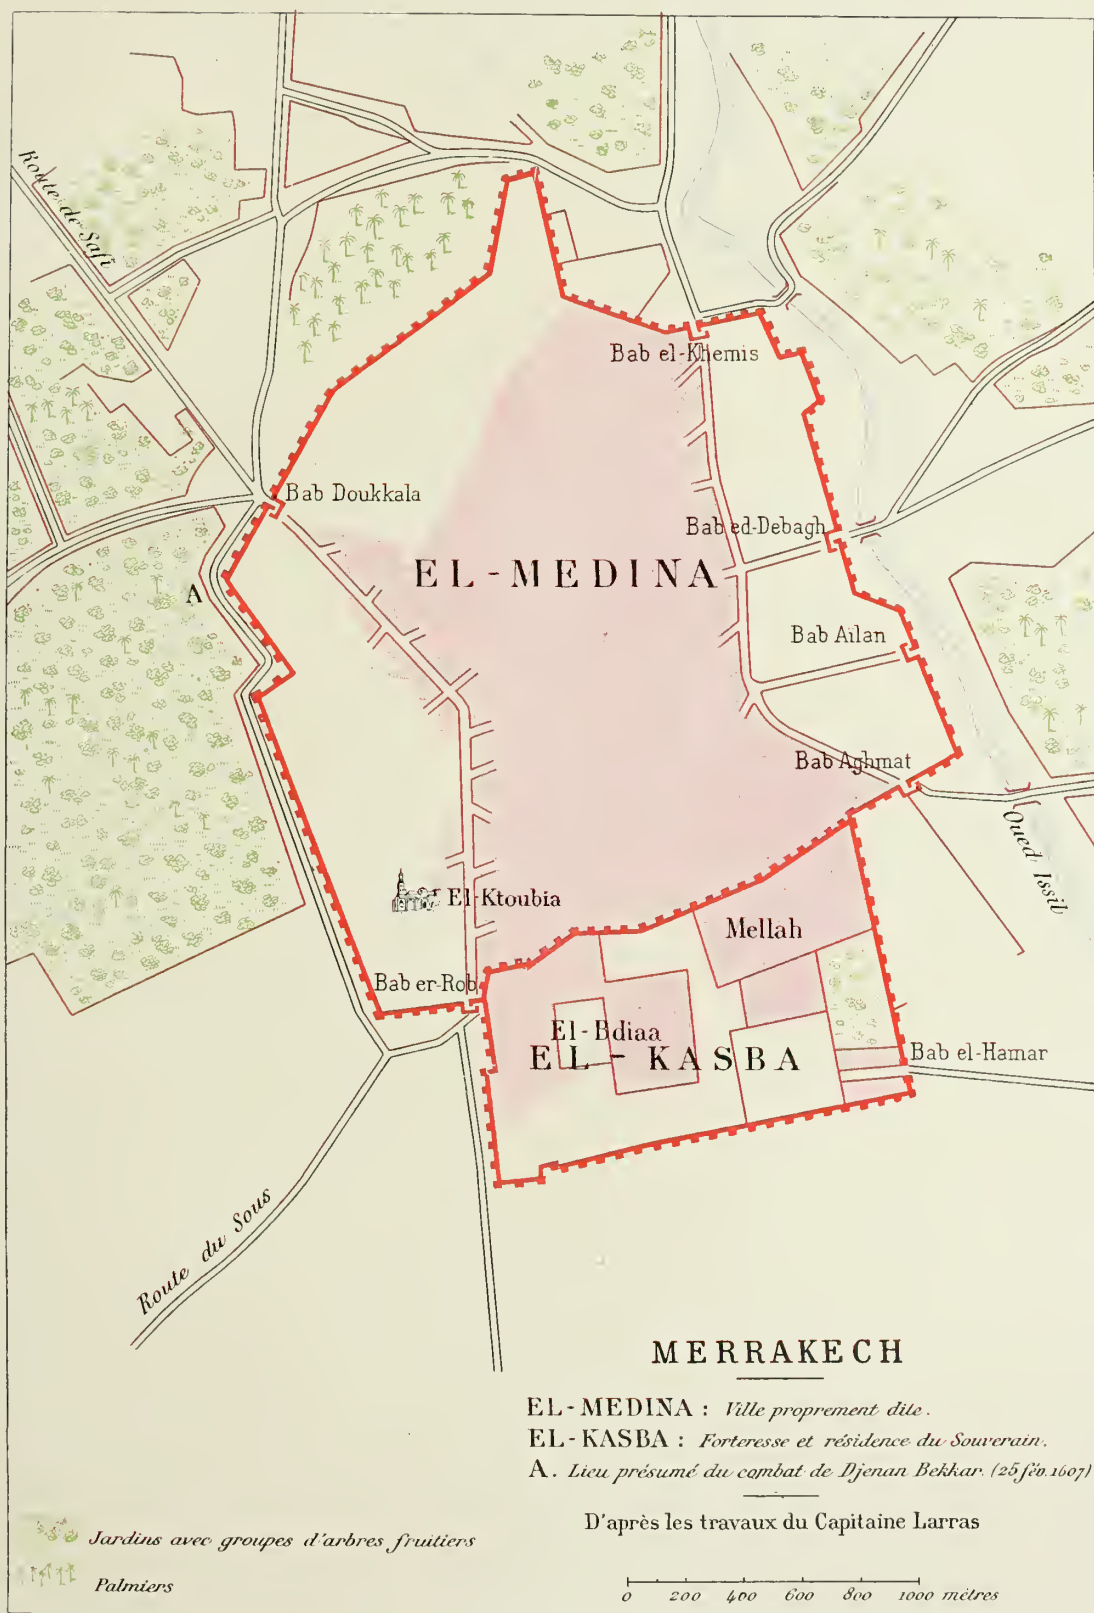 Route de Safi
Bab el-Khemis
Bab Doukkala
Bab ed-Debagh
EL-MEDINA
A
Bab Aïlan
Bab Aghmat
Oued Issil
El-Ktoubia
Mellah
Bab er-Rob
El-Bdiaa
EL-KASBA
Bab el-Hamar
Route du Sous
MERRAKECH
EL-MEDINA : Ville proprement dite.
EL-KASBA : Forteresse et résidence du Souverain.
A. Lieu présumé du combat de Djenan Bekkar. (25 fév. 1607)
D'après les travaux du Capitaine Larras
Jardins avec groupes d'arbres fruitiers
Palmiers
0 200 400 600 800 1000 mètres